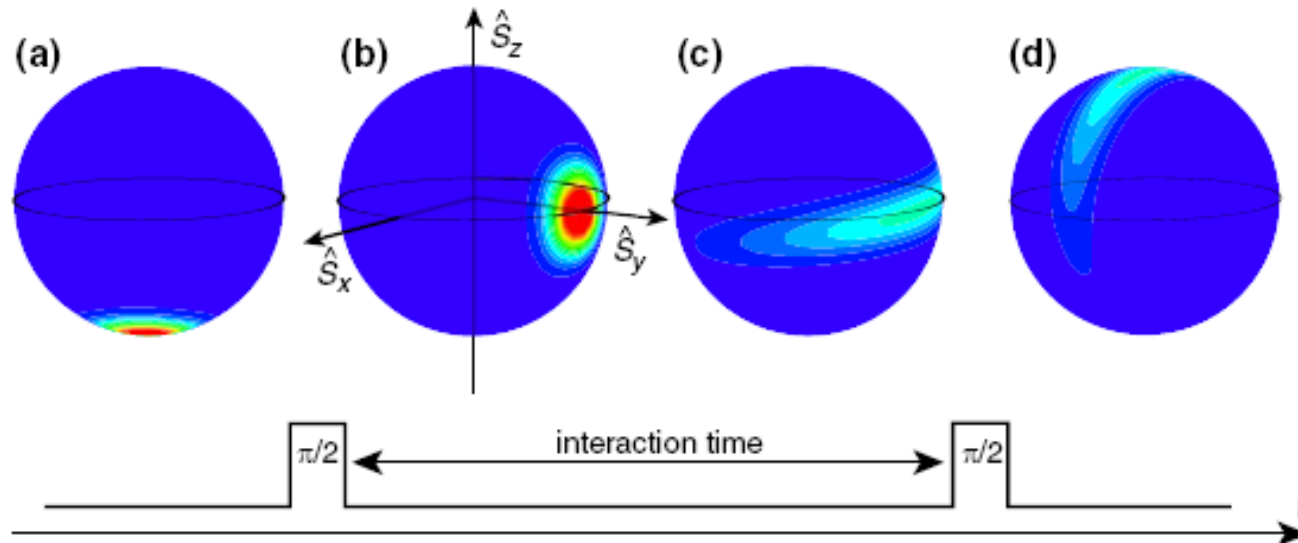 (a) (b) (c) (d)
Ŝz
Ŝx
Ŝy
π/2 interaction time π/2